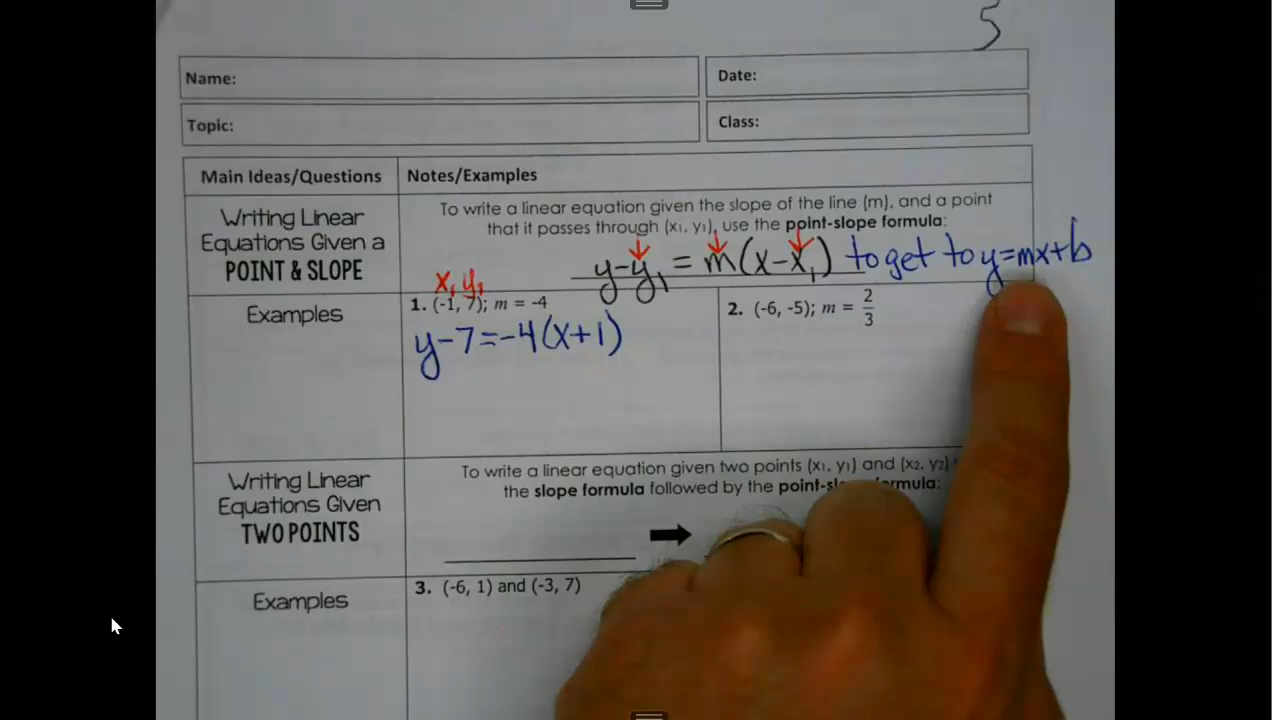 5
Name:
Date:
Topic:
Class:
Main Ideas/Questions
Notes/Examples
Writing Linear
Equations Given a
POINT & SLOPE
To write a linear equation given the slope of the line (m), and a point
that it passes through (x₁, y₁), use the point-slope formula:
y-y₁ = m(x-x₁) to get to y=mx+b
x₁ y₁
Examples
1. (-1, 7); m = -4
y-7=-4(x+1)
2. (-6, -5); m = 2/3
Writing Linear
Equations Given
TWO POINTS
To write a linear equation given two points (x₁, y₁) and (x₂, y₂)
the slope formula followed by the point-slope formula:
Examples
3. (-6, 1) and (-3, 7)